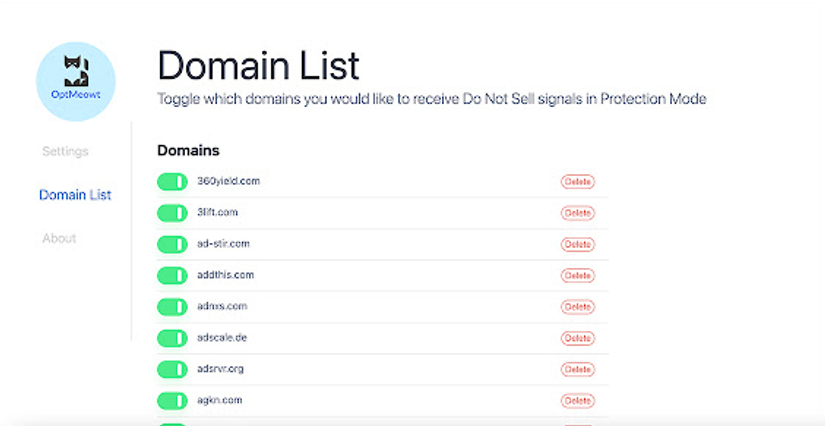 OptMeowt
Domain List
Toggle which domains you would like to receive Do Not Sell signals in Protection Mode
Settings
Domain List
About
Domains
360yield.com Delete
3lift.com Delete
ad-stir.com Delete
addthis.com Delete
adnxs.com Delete
adscale.de Delete
adsrvr.org Delete
agkn.com Delete